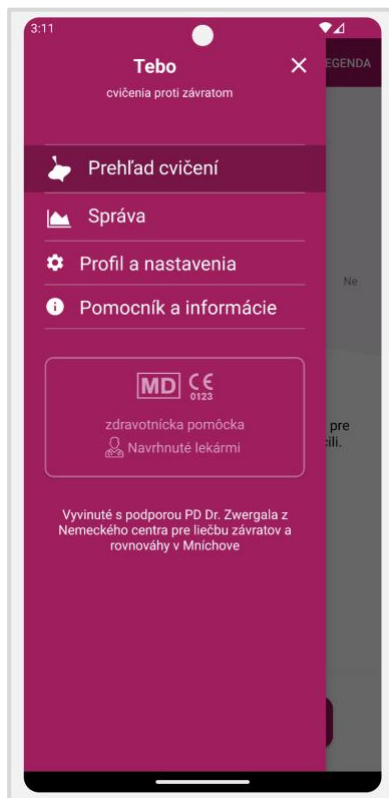 3:11
Tebo
EGENDA
cvičenia proti závratom
Prehľad cvičení
Správa
Profil a nastavenia
Ne
Pomocník a informácie
MD CE
0123
zdravotnícka pomôcka
pre
Navrhnuté lekármi
čili.
Vyvinuté s podporou PD Dr. Zwergala z
Nemeckého centra pre liečbu závratov a
rovnováhy v Mníchove